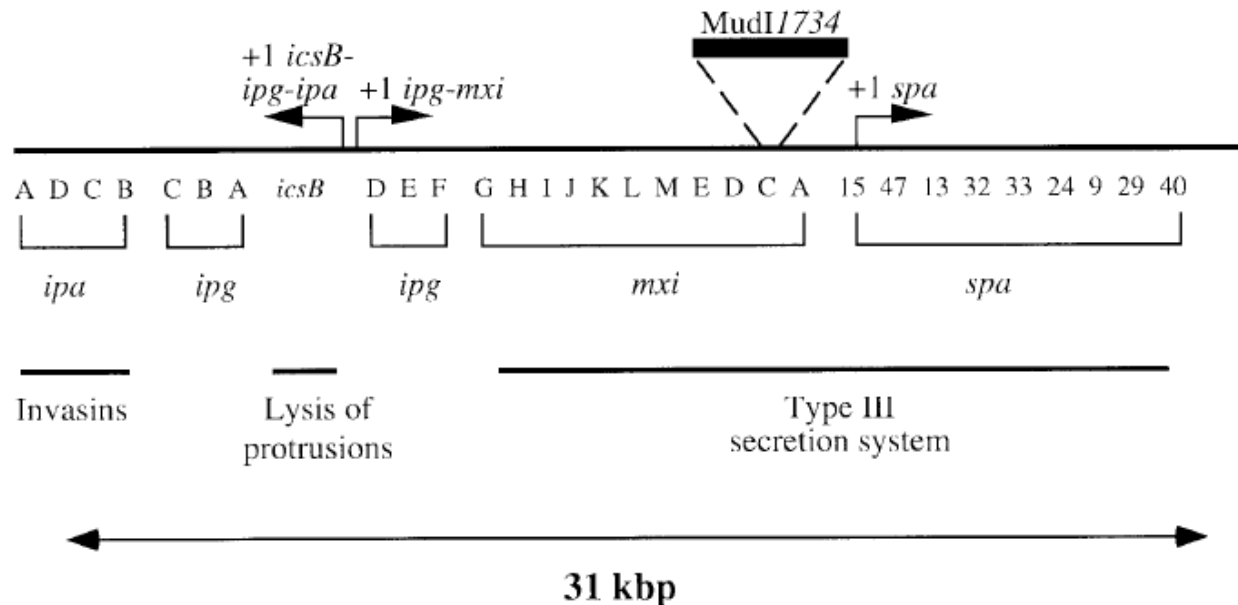 MudI1734
+1 icsB-
ipg-ipa
+1 ipg-mxi
+1 spa
A D C B C B A icsB D E F G H I J K L M E D C A 15 47 13 32 33 24 9 29 40
ipa ipg ipg mxi spa
Invasins
Lysis of
protrusions
Type III
secretion system
31 kbp